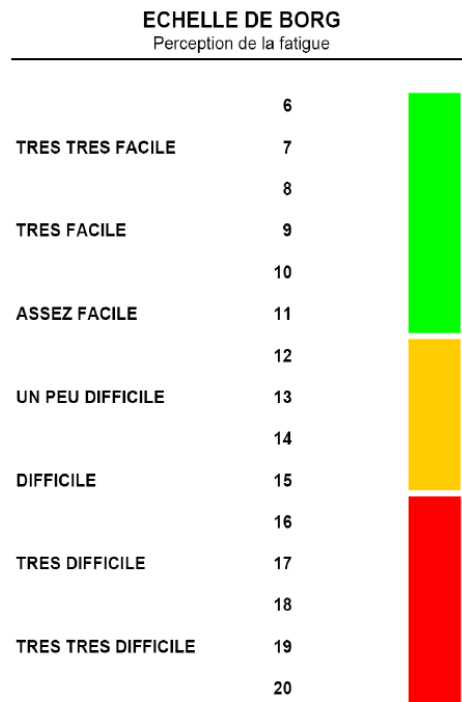 ECHELLE DE BORG
Perception de la fatigue
6
TRES TRES FACILE 7
8
TRES FACILE 9
10
ASSEZ FACILE 11
12
UN PEU DIFFICILE 13
14
DIFFICILE 15
16
TRES DIFFICILE 17
18
TRES TRES DIFFICILE 19
20